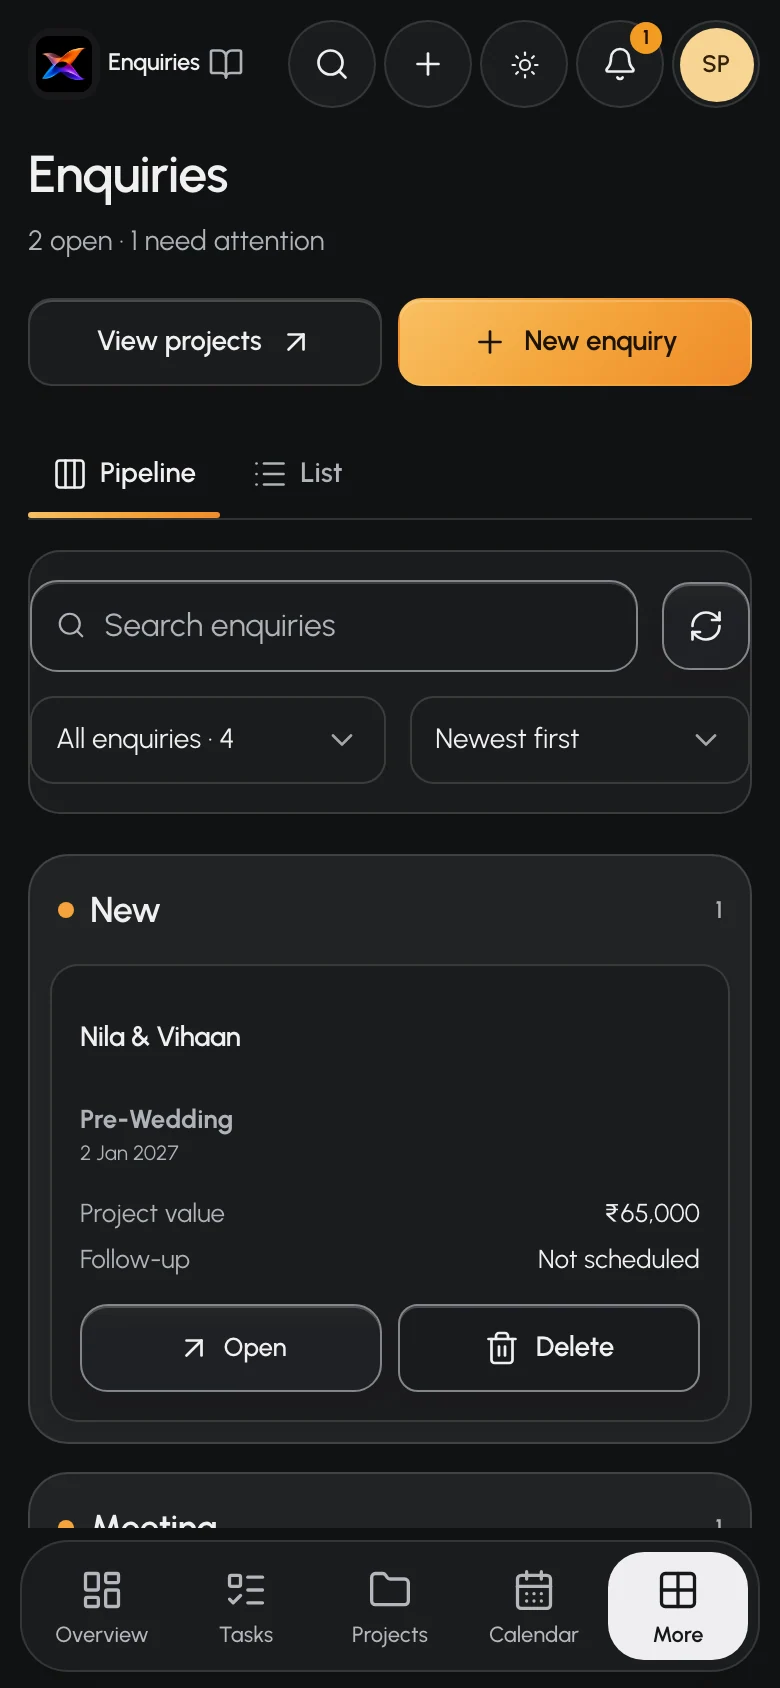 Enquiries
1
SP
Enquiries
2 open · 1 need attention
View projects
New enquiry
Pipeline
List
Search enquiries
All enquiries · 4
Newest first
New
1
Nila & Vihaan
Pre-Wedding
2 Jan 2027
Project value
₹65,000
Follow-up
Not scheduled
Open
Delete
Meeting
1
Overview
Tasks
Projects
Calendar
More